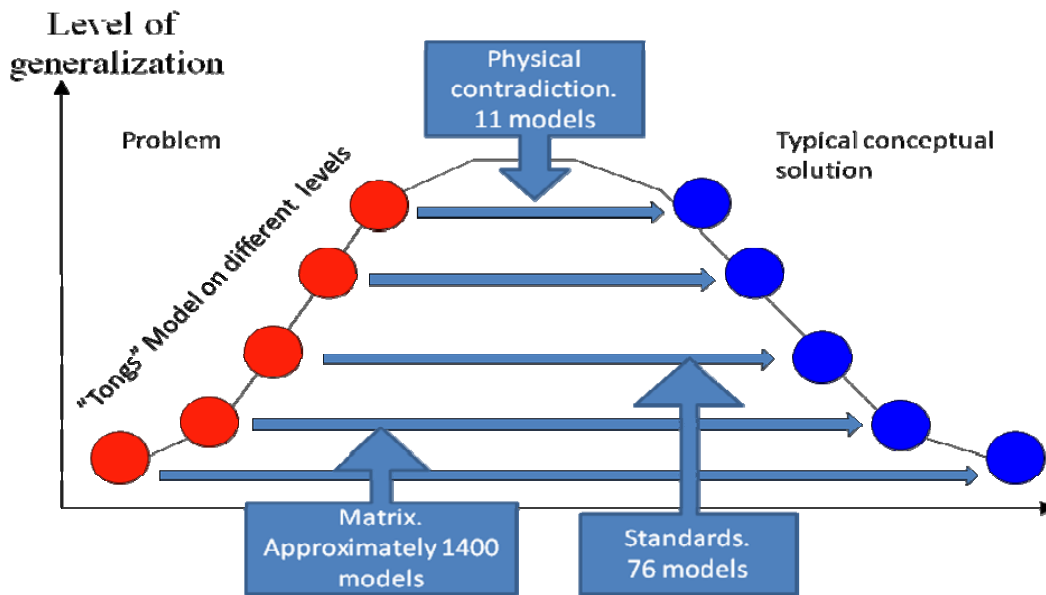 Level of
generalization
Physical
contradiction.
11 models
Problem
Typical conceptual
solution
"Tongs" Model on different levels
Matrix.
Approximately 1400
models
Standards.
76 models